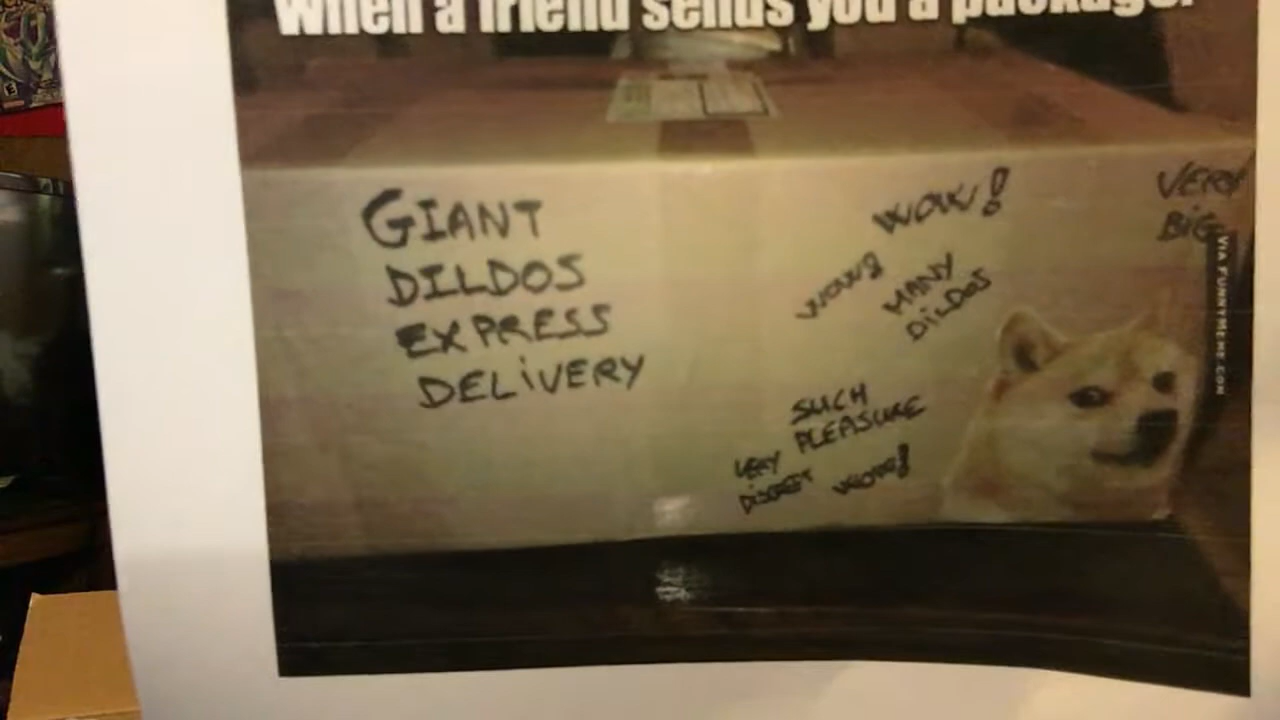 When a friend sends you a package.
GIANT
DILDOS
EXPRESS
DELIVERY
WOW!
WOW!
MANY
DILDOS
VERY
BIG
SUCH
PLEASURE
VERY
DISCREET
VIA FUNNYMEME.COM
E